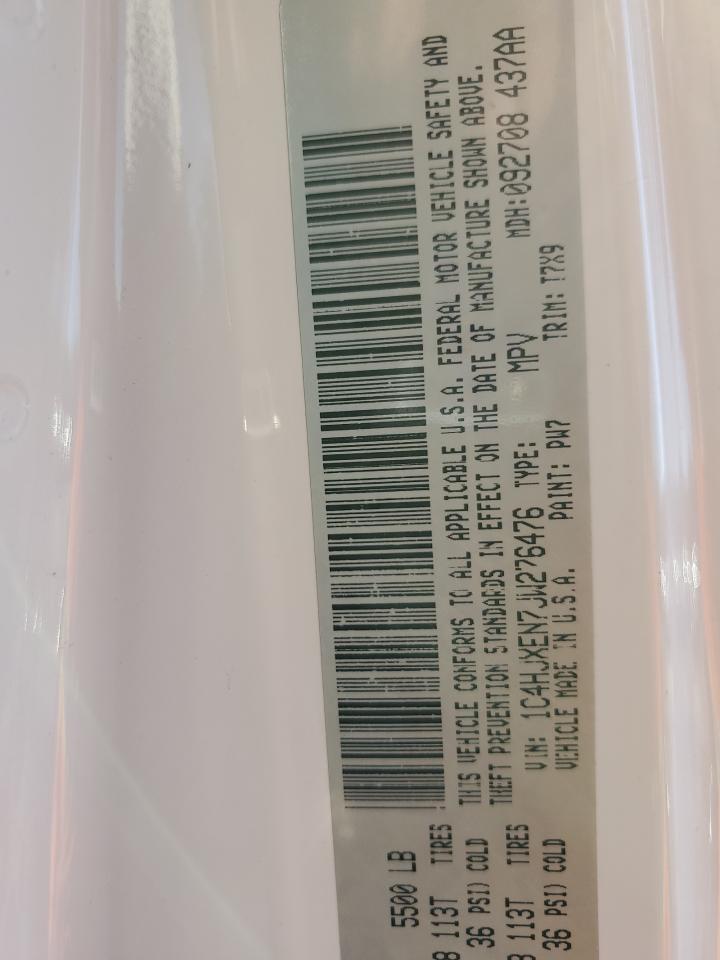 5500 LB
8 113T TIRES
36 PSI) COLD
8 113T TIRES
36 PSI) COLD
THIS VEHICLE CONFORMS TO ALL APPLICABLE U.S.A. FEDERAL MOTOR VEHICLE SAFETY AND
THEFT PREVENTION STANDARDS IN EFFECT ON THE DATE OF MANUFACTURE SHOWN ABOVE.
VIN: 1C4HJXEN7JW276476 TYPE: MPV MDH:092708 437AA
VEHICLE MADE IN U.S.A. PAINT: PW7 TRIM: T7X9